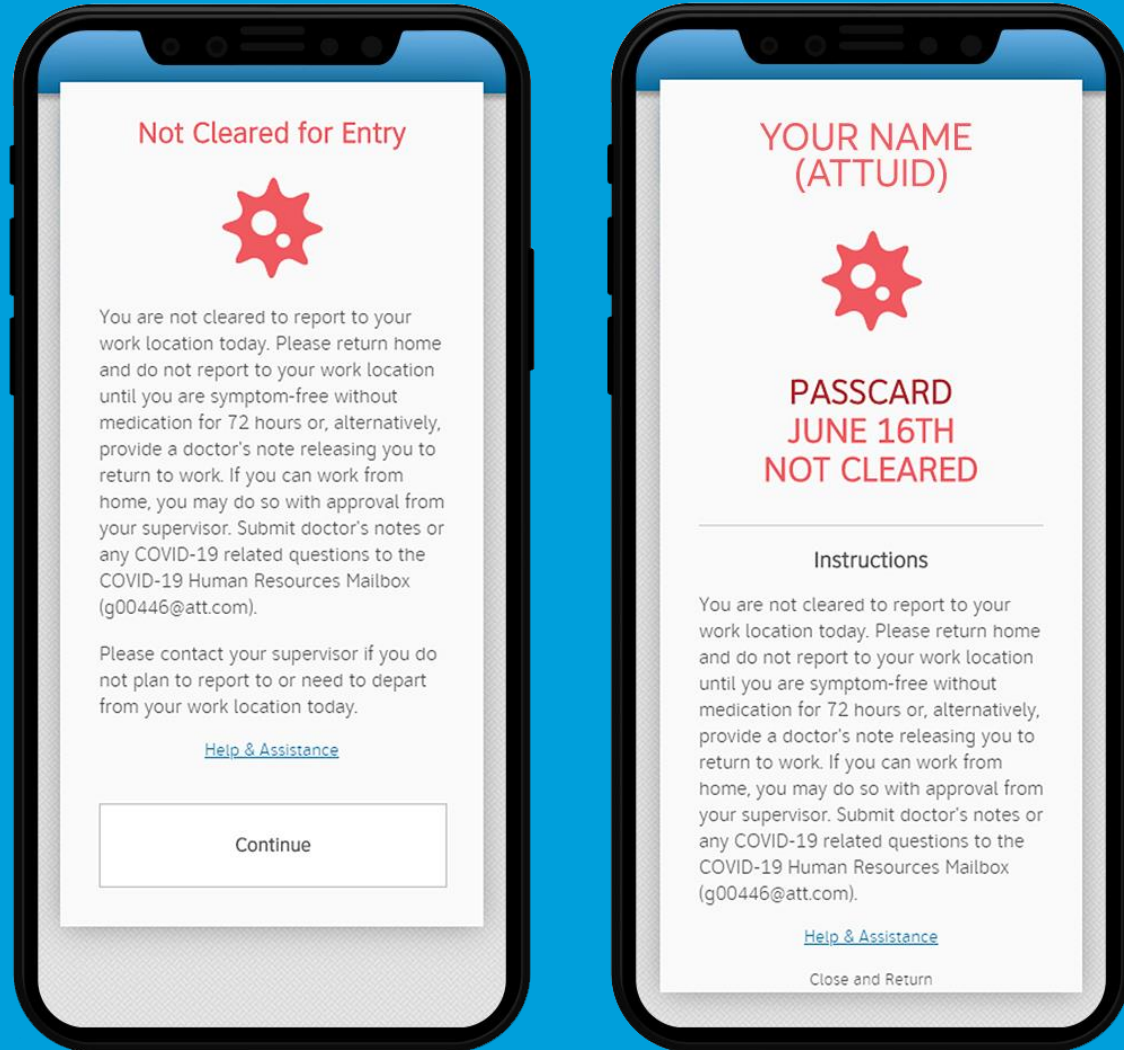 Not Cleared for Entry
You are not cleared to report to your
work location today. Please return home
and do not report to your work location
until you are symptom-free without
medication for 72 hours or, alternatively,
provide a doctor's note releasing you to
return to work. If you can work from
home, you may do so with approval from
your supervisor. Submit doctor's notes or
any COVID-19 related questions to the
COVID-19 Human Resources Mailbox
(g00446@att.com).
Please contact your supervisor if you do
not plan to report to or need to depart
from your work location today.
Help & Assistance
Continue
YOUR NAME
(ATTUID)
PASSCARD
JUNE 16TH
NOT CLEARED
Instructions
You are not cleared to report to your
work location today. Please return home
and do not report to your work location
until you are symptom-free without
medication for 72 hours or, alternatively,
provide a doctor's note releasing you to
return to work. If you can work from
home, you may do so with approval from
your supervisor. Submit doctor's notes or
any COVID-19 related questions to the
COVID-19 Human Resources Mailbox
(g00446@att.com).
Help & Assistance
Close and Return